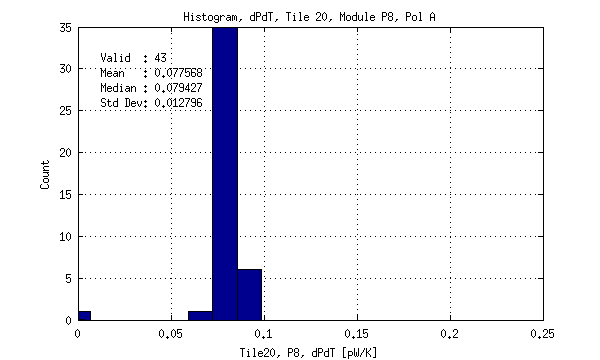 Histogram, dPdT, Tile 20, Module P8, Pol A
35
30
25
20
15
10
5
0
Count
Valid : 43
Mean : 0.077568
Median : 0.079427
Std Dev: 0.012796
0 0.05 0.1 0.15 0.2 0.25
Tile20, P8, dPdT [pW/K]